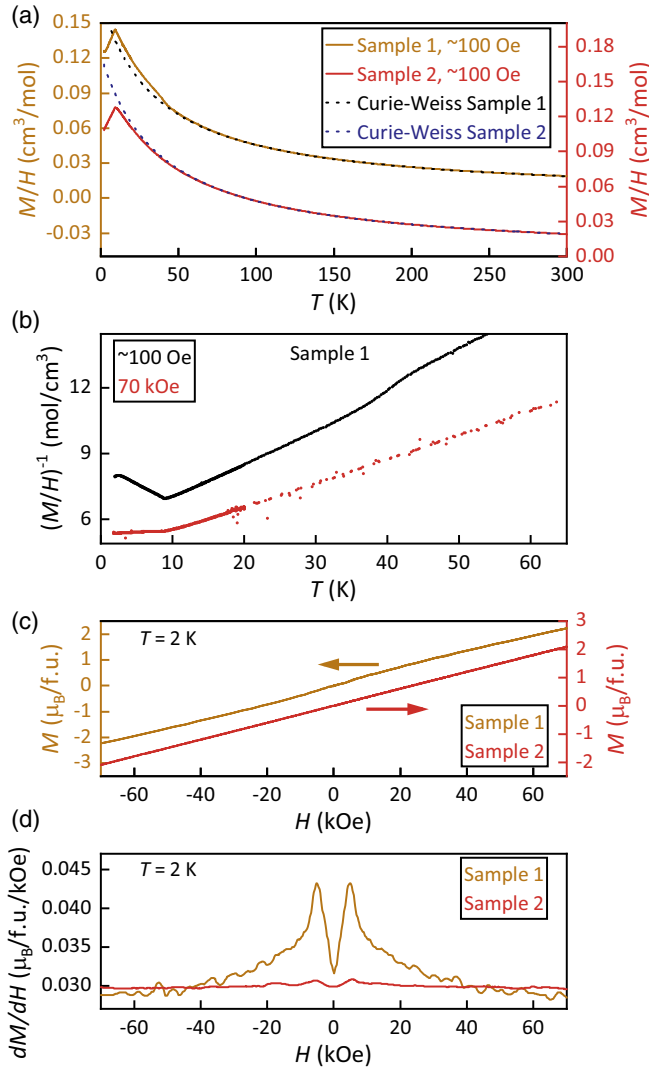 (a)
0.15
0.12
0.09
0.06
0.03
0.00
-0.03
M/H (cm³/mol)
Sample 1, ~100 Oe
Sample 2, ~100 Oe
Curie-Weiss Sample 1
Curie-Weiss Sample 2
0.18
0.15
0.12
0.09
0.06
0.03
0.00
M/H (cm³/mol)
0 50 100 150 200 250 300
T (K)
(b)
~100 Oe
70 kOe
Sample 1
12
9
6
(M/H)⁻¹ (mol/cm³)
0 10 20 30 40 50 60
T (K)
(c)
T = 2 K
2
1
0
-1
-2
-3
M (μB/f.u.)
3
2
1
0
-1
-2
M (μB/f.u.)
Sample 1
Sample 2
-60 -40 -20 0 20 40 60
H (kOe)
(d)
T = 2 K
Sample 1
Sample 2
0.045
0.040
0.035
0.030
dM/dH (μB/f.u./kOe)
-60 -40 -20 0 20 40 60
H (kOe)